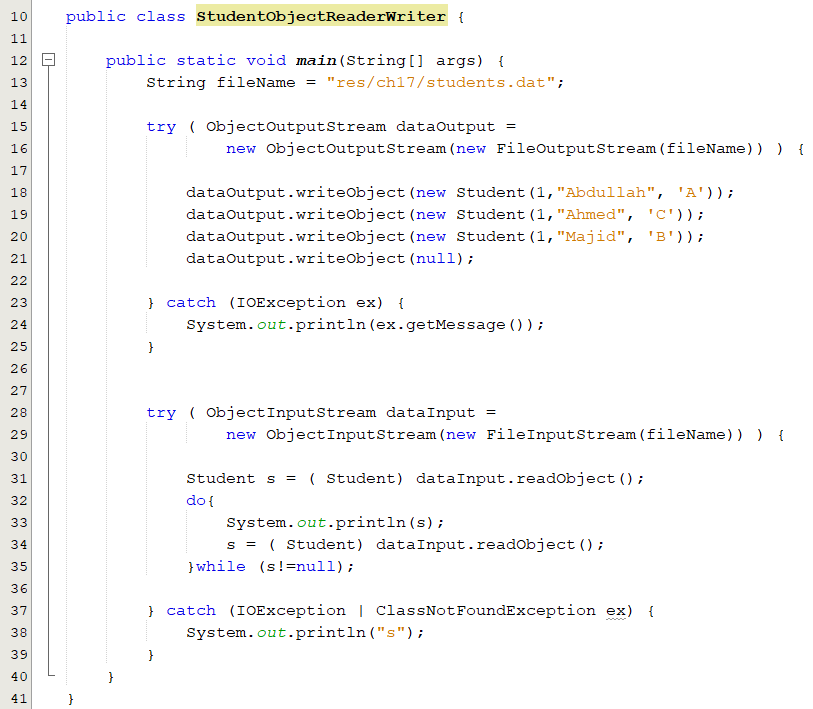 10 public class StudentObjectReaderWriter {
11
12 public static void main(String[] args) {
13 String fileName = "res/ch17/students.dat";
14
15 try ( ObjectOutputStream dataOutput =
16 new ObjectOutputStream(new FileOutputStream(fileName)) ) {
17
18 dataOutput.writeObject(new Student(1,"Abdullah", 'A'));
19 dataOutput.writeObject(new Student(1,"Ahmed", 'C'));
20 dataOutput.writeObject(new Student(1,"Majid", 'B'));
21 dataOutput.writeObject(null);
22
23 } catch (IOException ex) {
24 System.out.println(ex.getMessage());
25 }
26
27
28 try ( ObjectInputStream dataInput =
29 new ObjectInputStream(new FileInputStream(fileName)) ) {
30
31 Student s = ( Student) dataInput.readObject();
32 do{
33 System.out.println(s);
34 s = ( Student) dataInput.readObject();
35 }while (s!=null);
36
37 } catch (IOException | ClassNotFoundException ex) {
38 System.out.println("s");
39 }
40 }
41 }